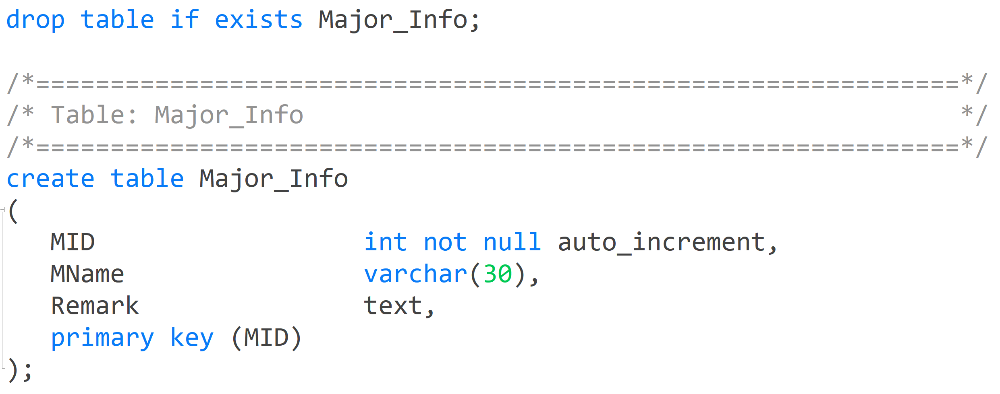 drop table if exists Major_Info;

/*==============================================================*/
/* Table: Major_Info                                            */
/*==============================================================*/
create table Major_Info
(
   MID                  int not null auto_increment,
   MName                varchar(30),
   Remark               text,
   primary key (MID)
);